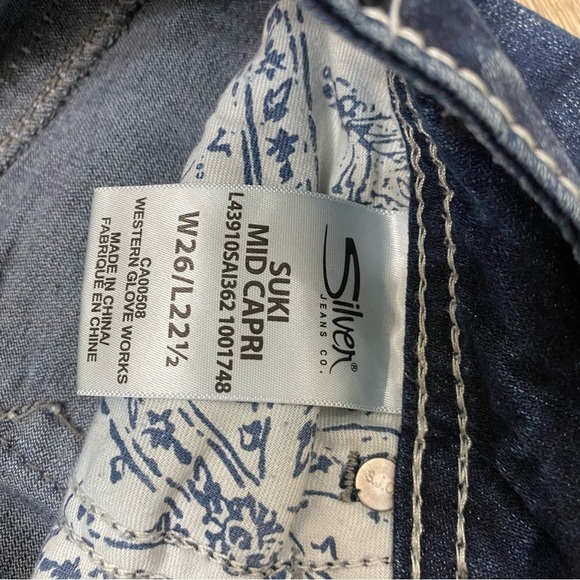 Silver®
JEANS CO.
SUKI
MID CAPRI
L43910SAI362 1001748
W26/L22½
CA00508
WESTERN GLOVE WORKS
MADE IN CHINA/
FABRIQUE EN CHINE